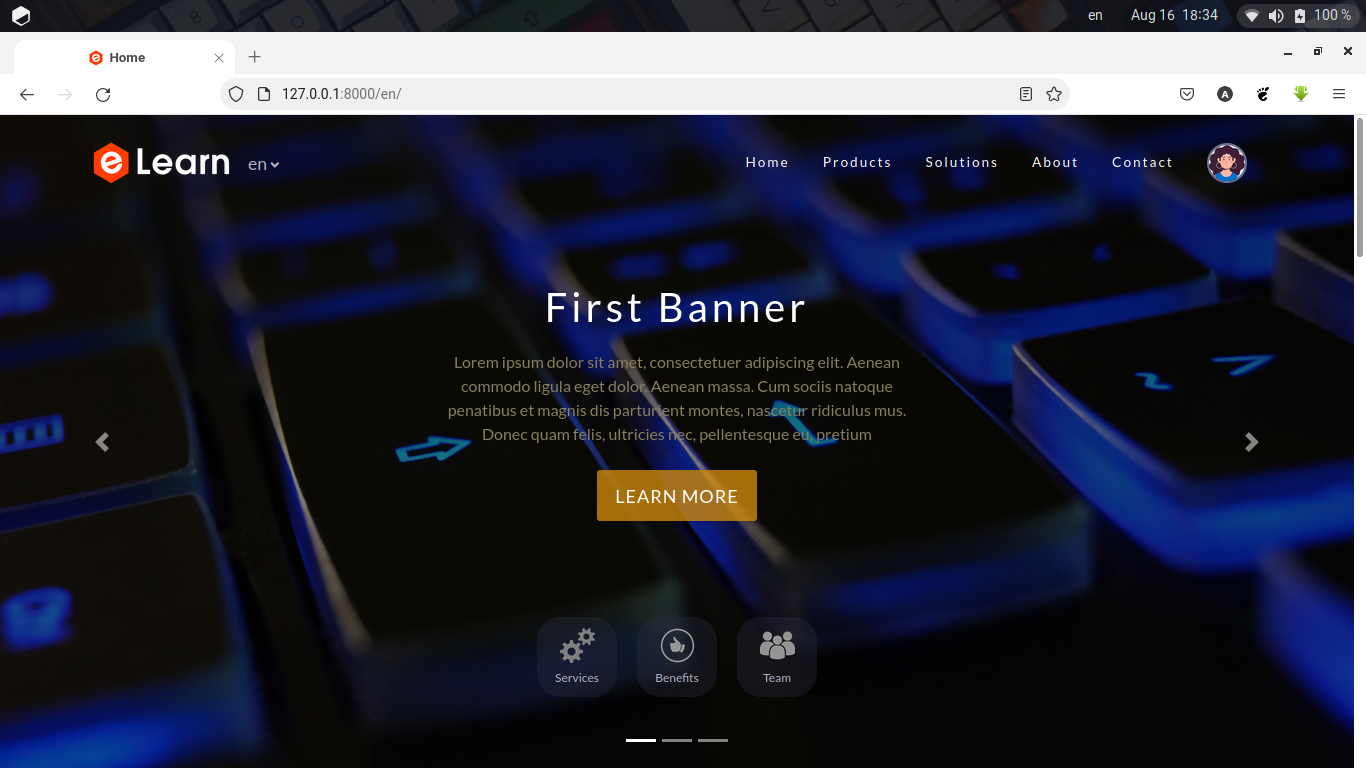 en Aug 16 18:34 100 %
Home
127.0.0.1:8000/en/
e Learn en Home Products Solutions About Contact
First Banner
Lorem ipsum dolor sit amet, consectetuer adipiscing elit. Aenean
commodo ligula eget dolor. Aenean massa. Cum sociis natoque
penatibus et magnis dis parturient montes, nascetur ridiculus mus.
Donec quam felis, ultricies nec, pellentesque eu, pretium
LEARN MORE
Services Benefits Team